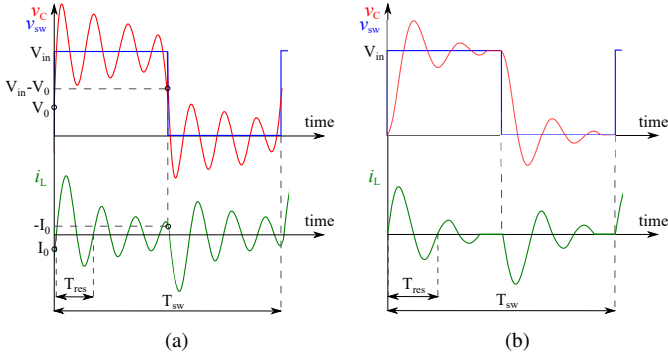 v_C
v_sw
V_in
V_in-V_0
V_0
time
i_L
time
-I_0
I_0
T_res
T_sw
(a)
v_C
v_sw
V_in
time
i_L
time
T_res
T_sw
(b)